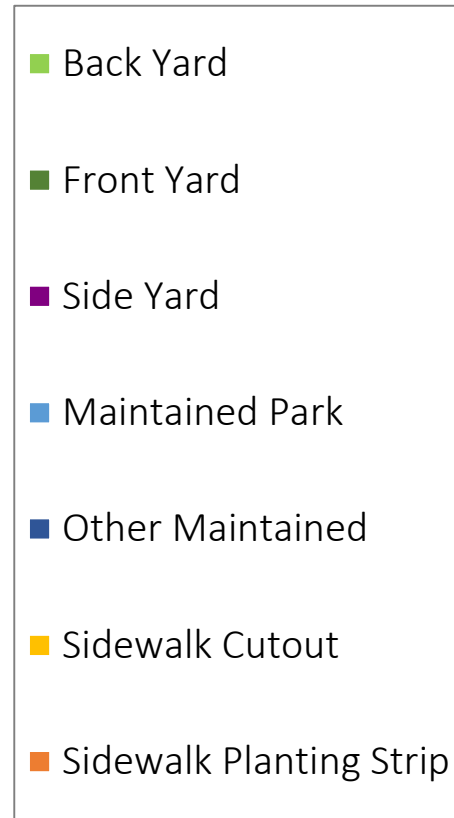 Back Yard
Front Yard
Side Yard
Maintained Park
Other Maintained
Sidewalk Cutout
Sidewalk Planting Strip